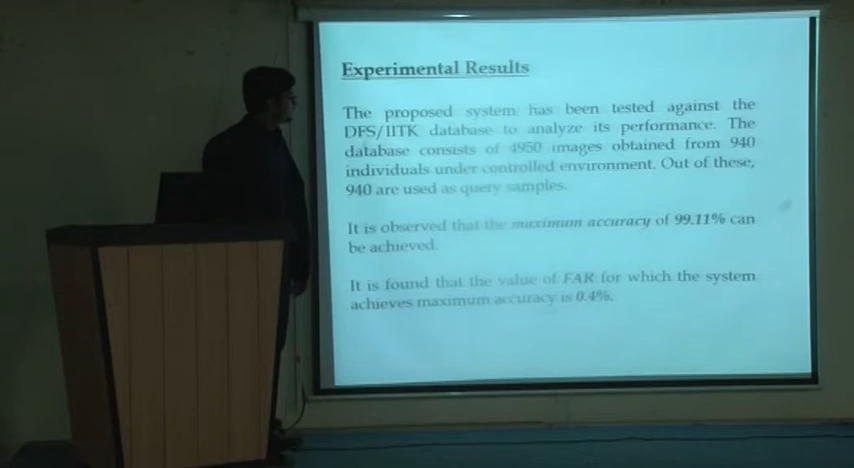 Experimental Results
The proposed system has been tested against the
DFS/IITK database to analyze its performance. The
database consists of 4950 images obtained from 940
individuals under controlled environment. Out of these,
940 are used as query samples.
It is observed that the maximum accuracy of 99.11% can
be achieved.
It is found that the value of FAR for which the system
achieves maximum accuracy is 0.4%.